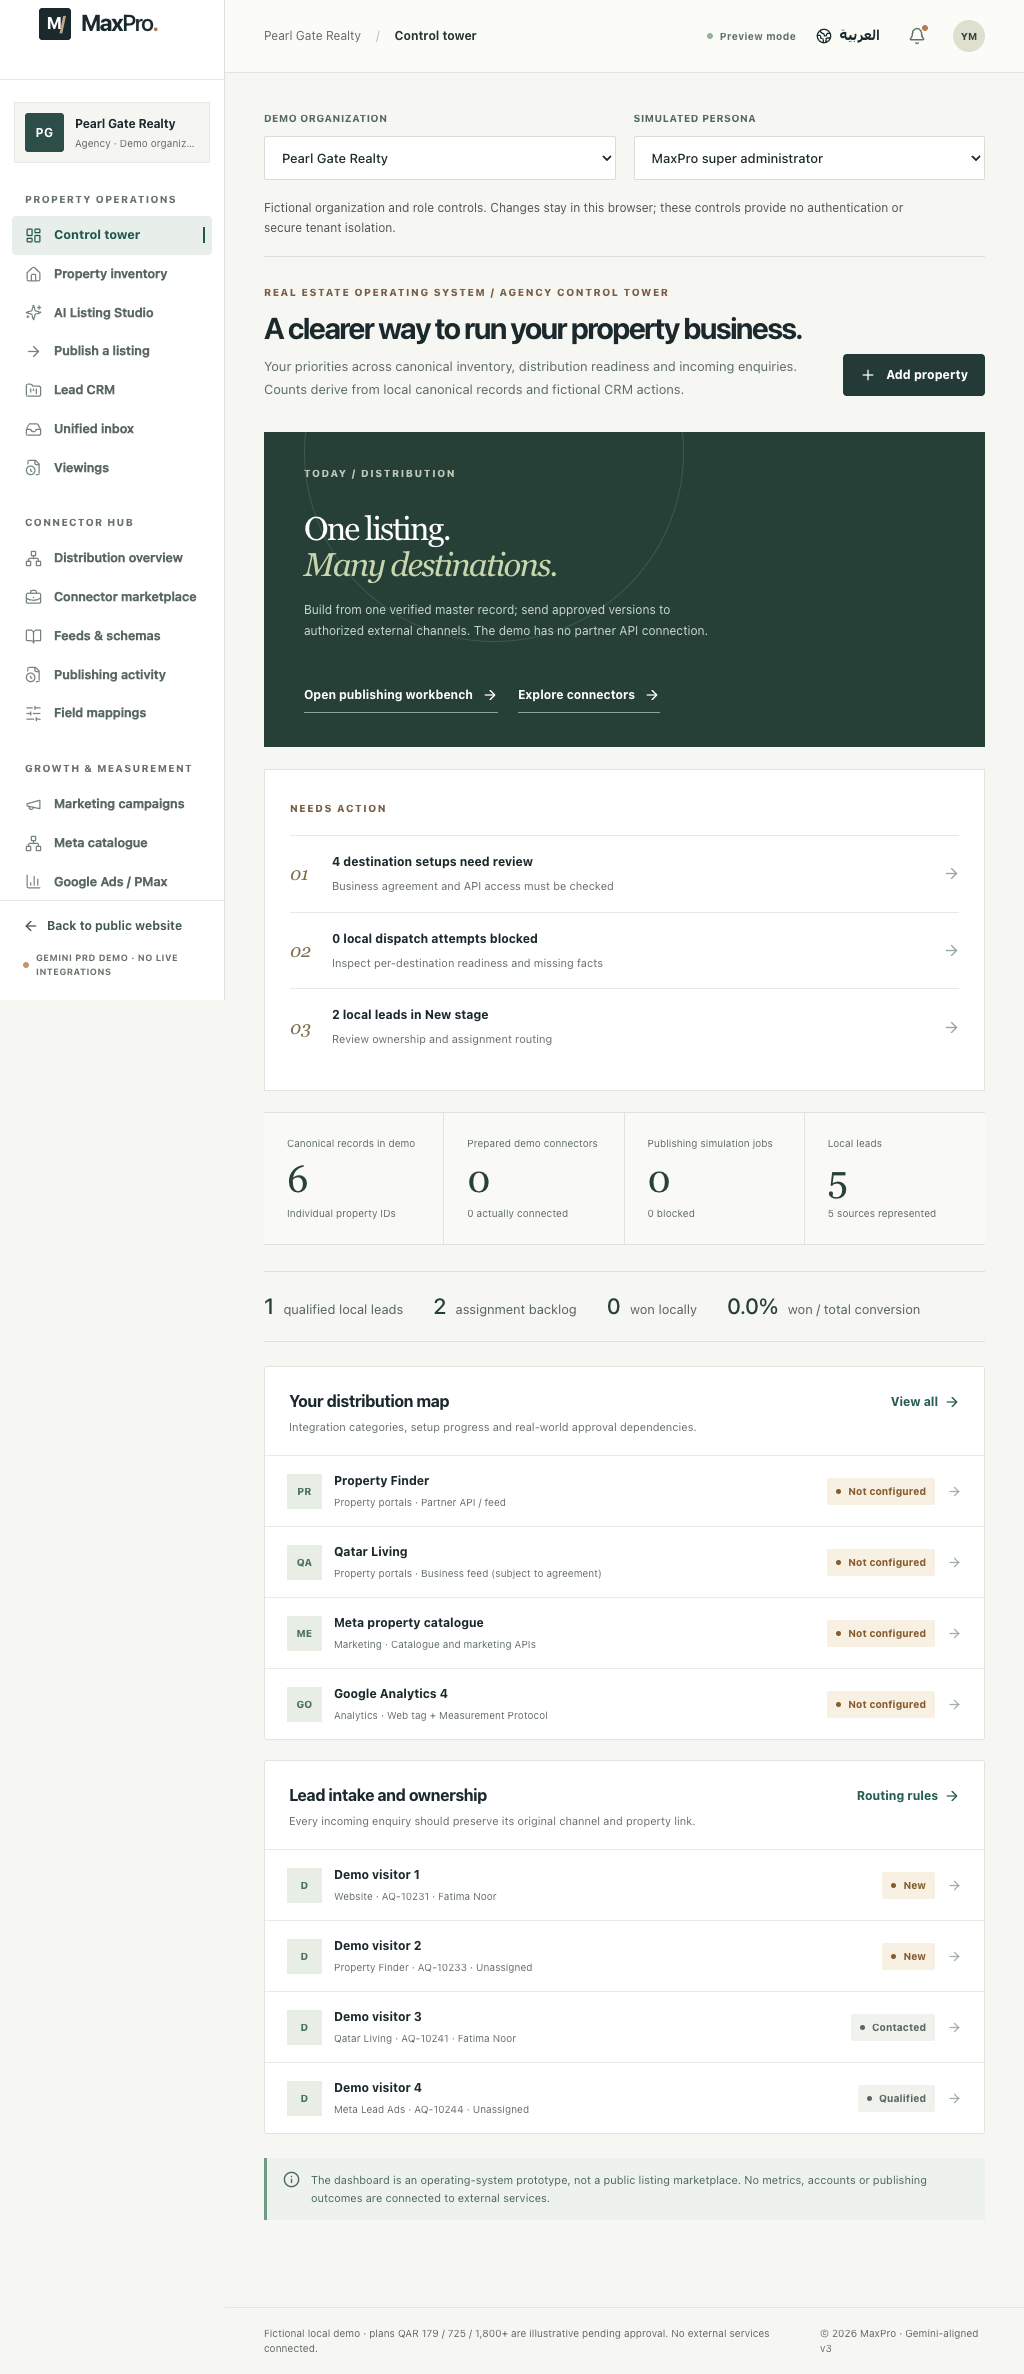 M/ MaxPro.
PG
Pearl Gate Realty
Agency · Demo organiz...
PROPERTY OPERATIONS
Control tower
Property inventory
AI Listing Studio
Publish a listing
Lead CRM
Unified inbox
Viewings
CONNECTOR HUB
Distribution overview
Connector marketplace
Feeds & schemas
Publishing activity
Field mappings
GROWTH & MEASUREMENT
Marketing campaigns
Meta catalogue
Google Ads / PMax
Back to public website
GEMINI PRD DEMO · NO LIVE
INTEGRATIONS
Pearl Gate Realty / Control tower
Preview mode
العربية
YM
DEMO ORGANIZATION
Pearl Gate Realty
SIMULATED PERSONA
MaxPro super administrator
Fictional organization and role controls. Changes stay in this browser; these controls provide no authentication or
secure tenant isolation.
REAL ESTATE OPERATING SYSTEM / AGENCY CONTROL TOWER
A clearer way to run your property business.
Your priorities across canonical inventory, distribution readiness and incoming enquiries.
Counts derive from local canonical records and fictional CRM actions.
Add property
TODAY / DISTRIBUTION
One listing.
Many destinations.
Build from one verified master record; send approved versions to
authorized external channels. The demo has no partner API connection.
Open publishing workbench
Explore connectors
NEEDS ACTION
01
4 destination setups need review
Business agreement and API access must be checked
02
0 local dispatch attempts blocked
Inspect per-destination readiness and missing facts
03
2 local leads in New stage
Review ownership and assignment routing
Canonical records in demo
6
Individual property IDs
Prepared demo connectors
0
0 actually connected
Publishing simulation jobs
0
0 blocked
Local leads
5
5 sources represented
1 qualified local leads
2 assignment backlog
0 won locally
0.0% won / total conversion
Your distribution map
View all
Integration categories, setup progress and real-world approval dependencies.
PR
Property Finder
Property portals · Partner API / feed
Not configured
QA
Qatar Living
Property portals · Business feed (subject to agreement)
Not configured
ME
Meta property catalogue
Marketing · Catalogue and marketing APIs
Not configured
GO
Google Analytics 4
Analytics · Web tag + Measurement Protocol
Not configured
Lead intake and ownership
Routing rules
Every incoming enquiry should preserve its original channel and property link.
D
Demo visitor 1
Website · AQ-10231 · Fatima Noor
New
D
Demo visitor 2
Property Finder · AQ-10233 · Unassigned
New
D
Demo visitor 3
Qatar Living · AQ-10241 · Fatima Noor
Contacted
D
Demo visitor 4
Meta Lead Ads · AQ-10244 · Unassigned
Qualified
The dashboard is an operating-system prototype, not a public listing marketplace. No metrics, accounts or publishing
outcomes are connected to external services.
Fictional local demo · plans QAR 179 / 725 / 1,800+ are illustrative pending approval. No external services
connected.
© 2026 MaxPro · Gemini-aligned
v3